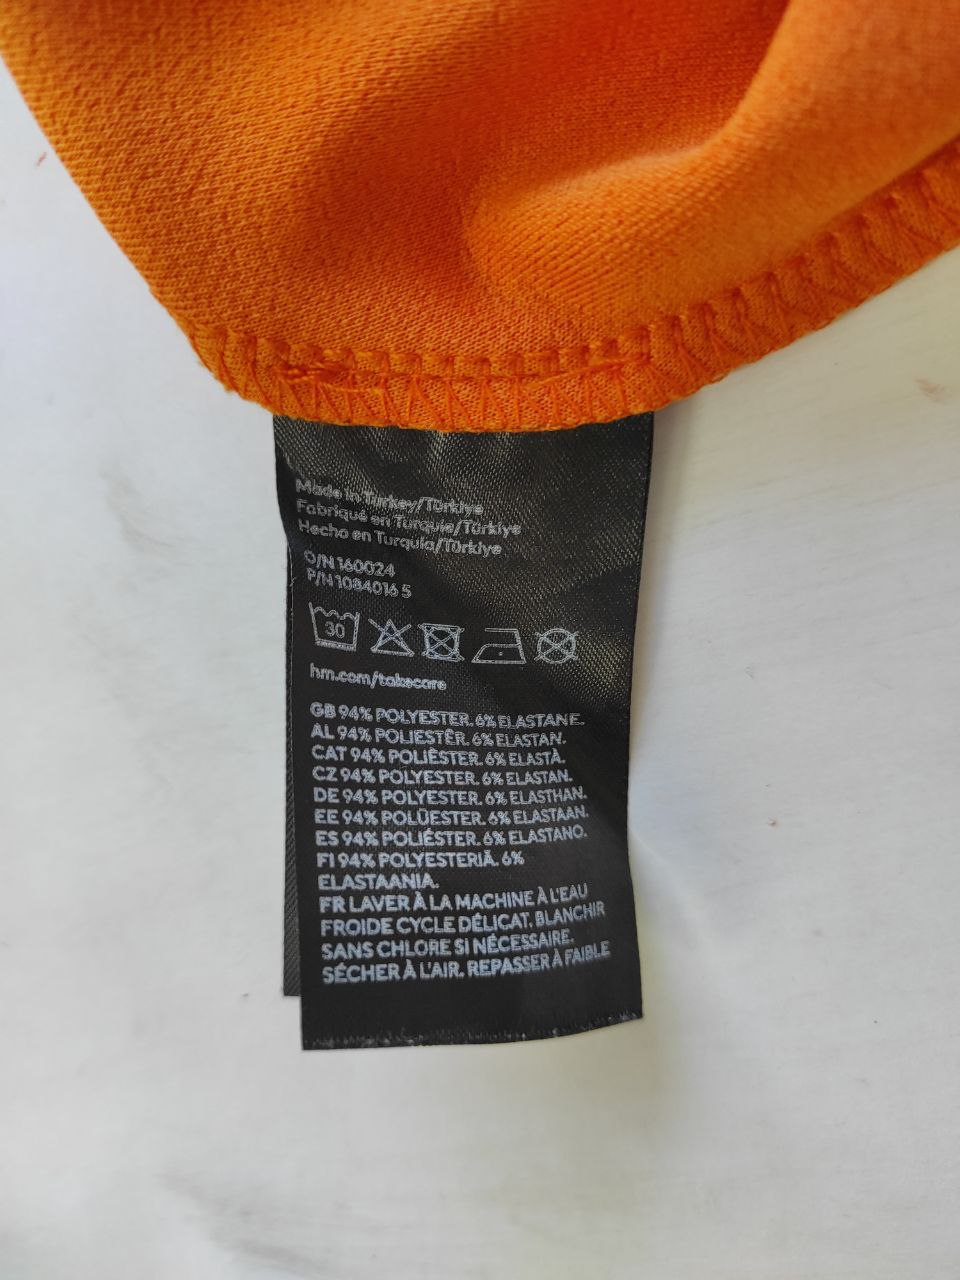 Made in Turkey/Türkiye
Fabriqué en Turquie/Türkiye
Hecho en Turquía/Türkiye
O/N 160024
P/N 1084016 5
30
hm.com/takecare
GB 94% POLYESTER. 6% ELASTANE.
AL 94% POLIESTËR. 6% ELASTAN.
CAT 94% POLIÈSTER. 6% ELASTÀ.
CZ 94% POLYESTER. 6% ELASTAN.
DE 94% POLYESTER. 6% ELASTHAN.
EE 94% POLÜESTER. 6% ELASTAAN.
ES 94% POLIÉSTER. 6% ELASTANO.
FI 94% POLYESTERIÄ. 6%
ELASTAANIA.
FR LAVER À LA MACHINE À L'EAU
FROIDE CYCLE DÉLICAT. BLANCHIR
SANS CHLORE SI NÉCESSAIRE.
SÉCHER À L'AIR. REPASSER À FAIBLE